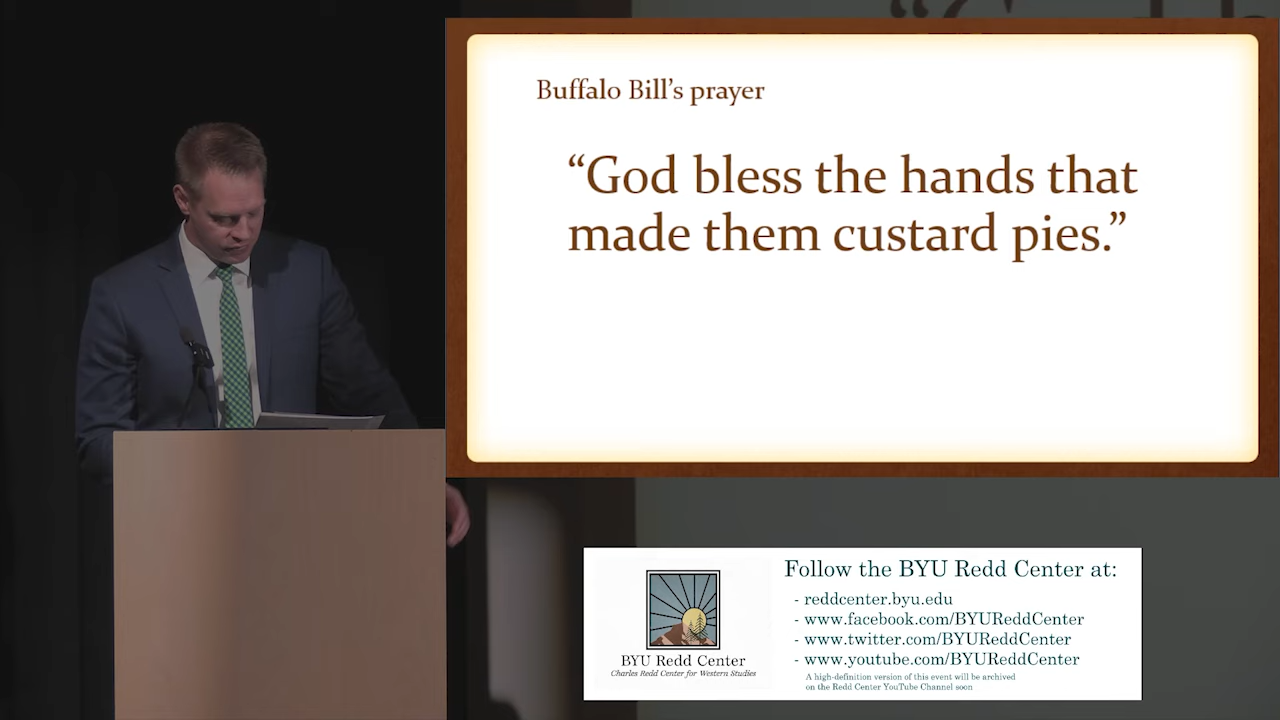 Buffalo Bill's prayer
“God bless the hands that
made them custard pies.”
BYU Redd Center
Charles Redd Center for Western Studies
Follow the BYU Redd Center at:
- reddcenter.byu.edu
- www.facebook.com/BYUReddCenter
- www.twitter.com/BYUReddCenter
- www.youtube.com/BYUReddCenter
A high-definition version of this event will be archived
on the Redd Center YouTube Channel soon